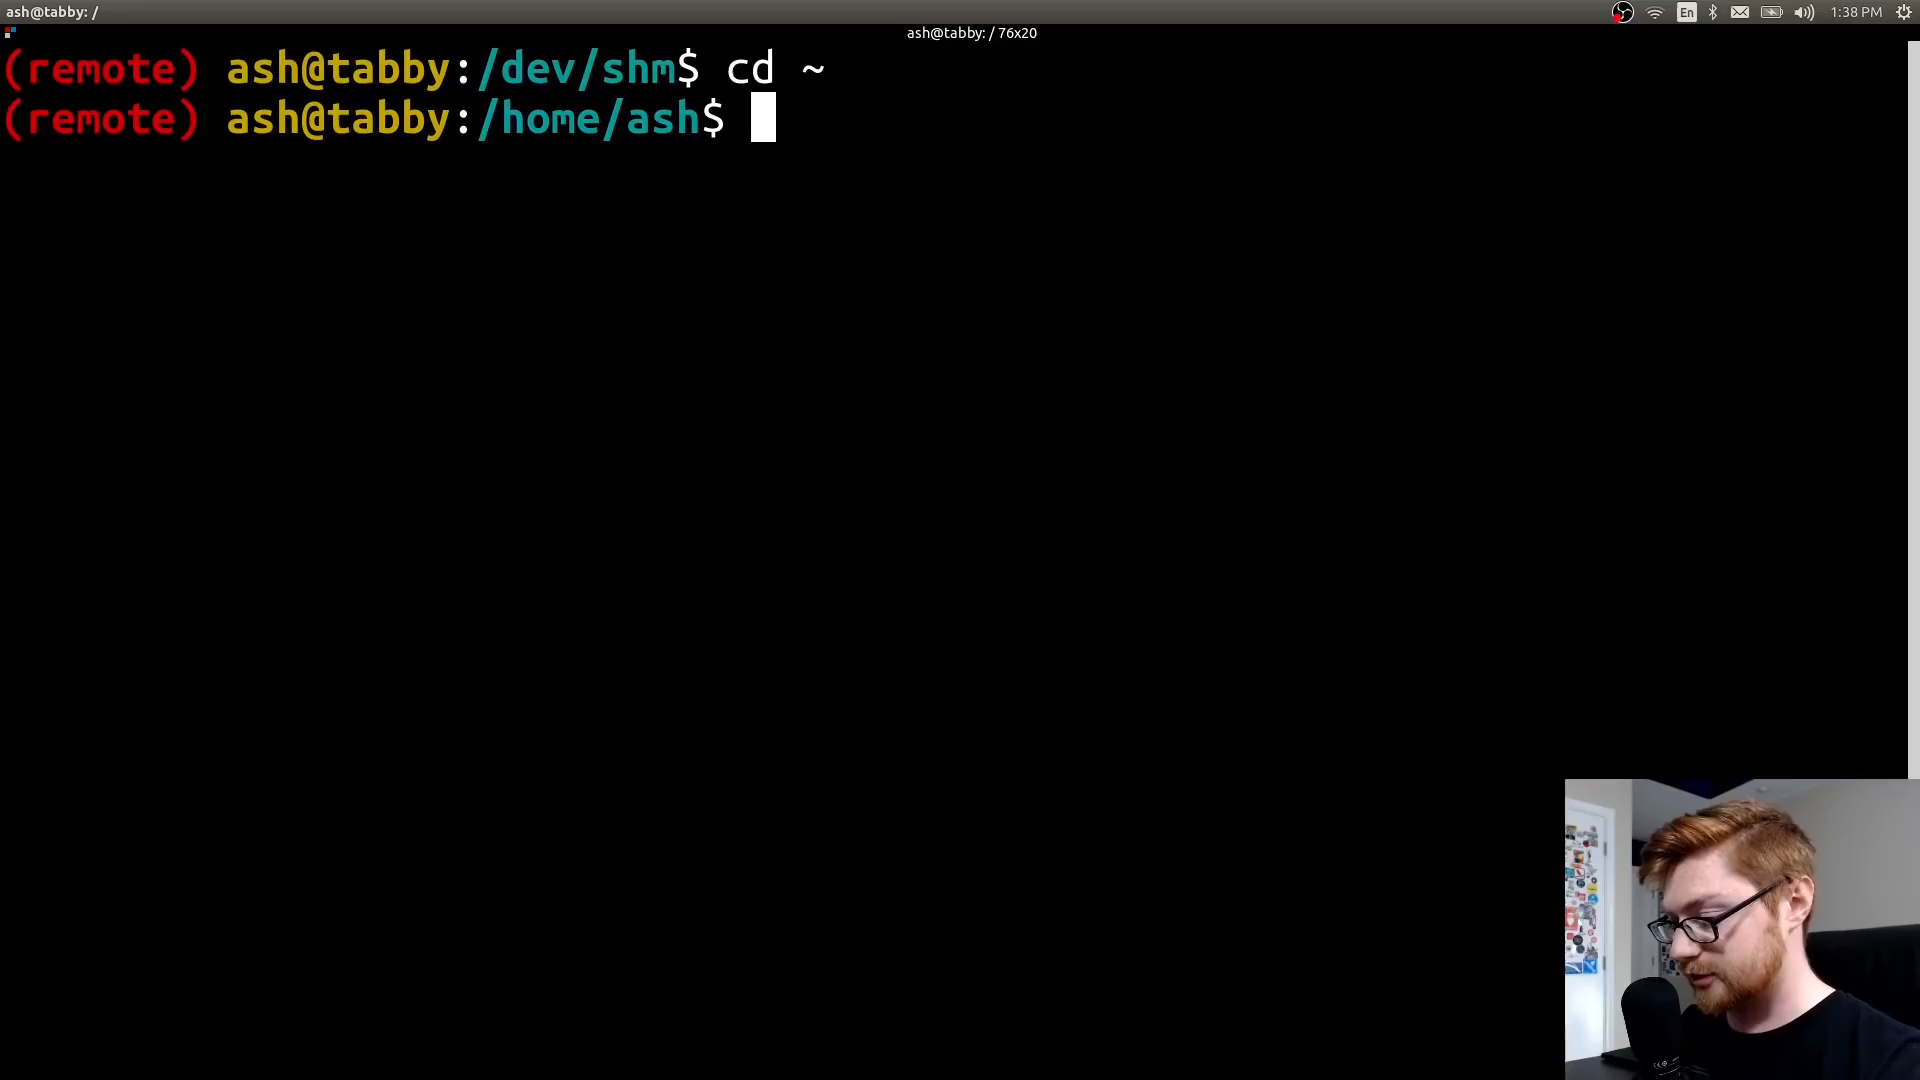 ash@tabby: /
En
1:38 PM
ash@tabby: / 76x20
(remote) ash@tabby:/dev/shm$ cd ~
(remote) ash@tabby:/home/ash$